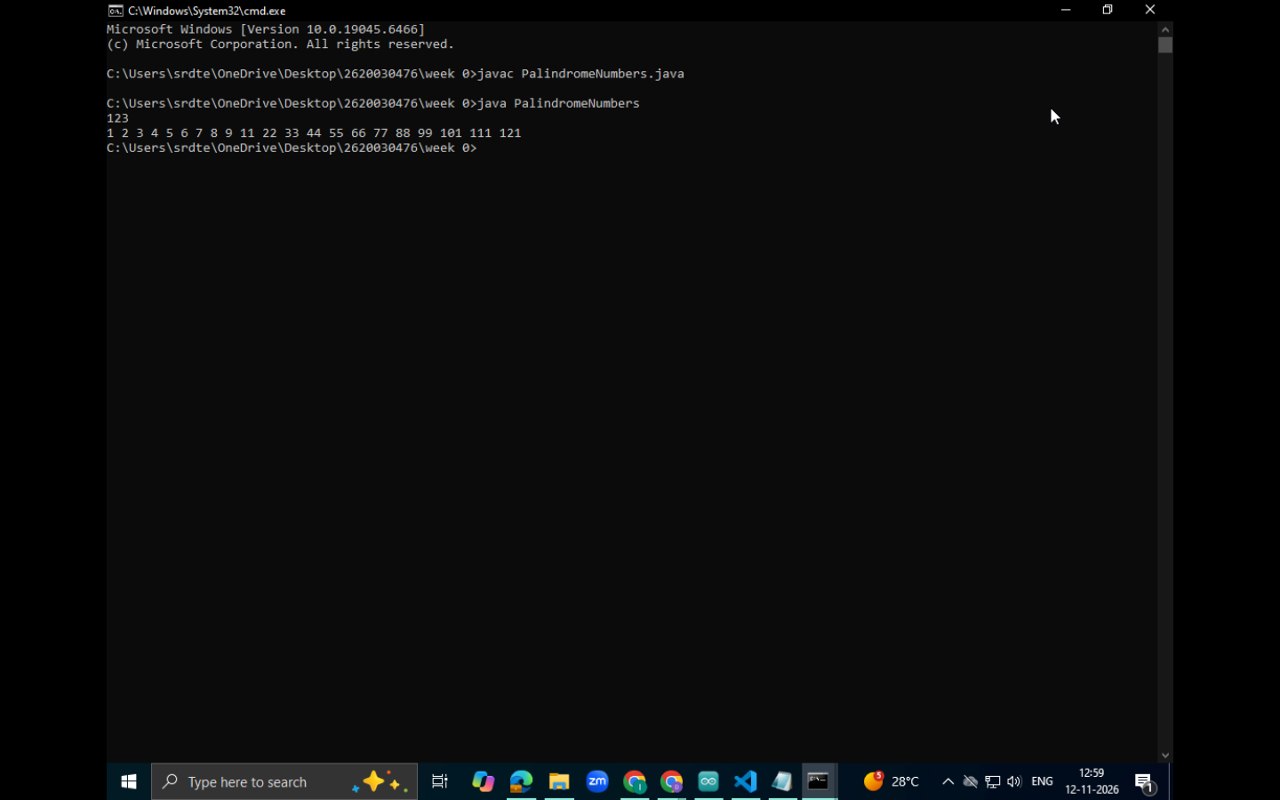 C:\Windows\System32\cmd.exe
Microsoft Windows [Version 10.0.19045.6466]
(c) Microsoft Corporation. All rights reserved.
C:\Users\srdte\OneDrive\Desktop\2620030476\week 0>javac PalindromeNumbers.java
C:\Users\srdte\OneDrive\Desktop\2620030476\week 0>java PalindromeNumbers
123
1 2 3 4 5 6 7 8 9 11 22 33 44 55 66 77 88 99 101 111 121
C:\Users\srdte\OneDrive\Desktop\2620030476\week 0>
Type here to search
zm
5
28°C
ENG
12:59
12-11-2026
1